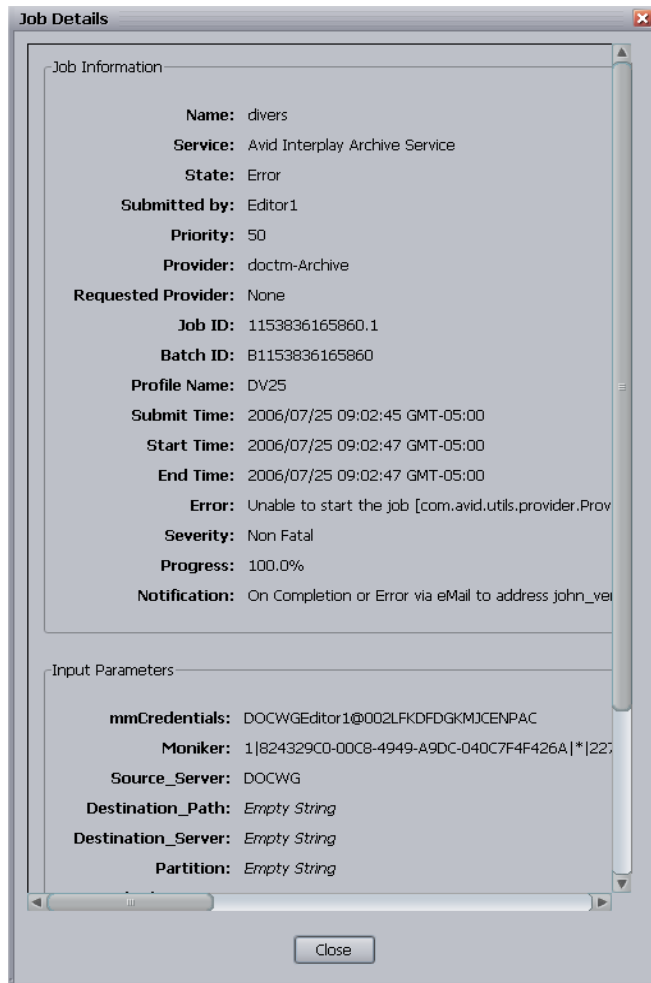 Job Details
Job Information
Name: divers
Service: Avid Interplay Archive Service
State: Error
Submitted by: Editor1
Priority: 50
Provider: doctm-Archive
Requested Provider: None
Job ID: 1153836165860.1
Batch ID: B1153836165860
Profile Name: DV25
Submit Time: 2006/07/25 09:02:45 GMT-05:00
Start Time: 2006/07/25 09:02:47 GMT-05:00
End Time: 2006/07/25 09:02:47 GMT-05:00
Error: Unable to start the job [com.avid.utils.provider.Prov
Severity: Non Fatal
Progress: 100.0%
Notification: On Completion or Error via eMail to address john_ver
Input Parameters
mmCredentials: DOCWGEditor1@002LFKDFDGKMJCENPAC
Moniker: 1|824329C0-00C8-4949-A9DC-040C7F4F426A|*|227
Source_Server: DOCWG
Destination_Path: Empty String
Destination_Server: Empty String
Partition: Empty String
Close